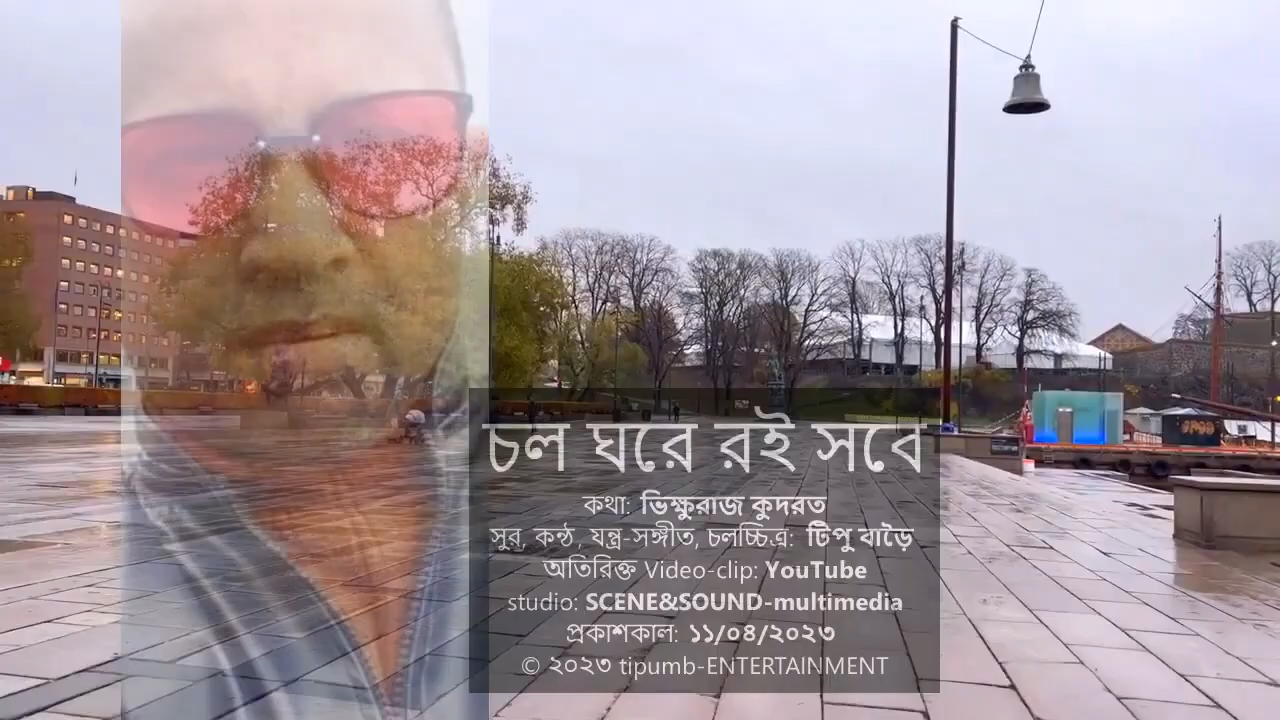 চল ঘরে রই সবে
কথা: ভিক্ষুরাজ কুদরত
সুর, কন্ঠ, যন্ত্র-সঙ্গীত, চলচ্চিত্র: টিপু বাড়ৈ
অতিরিক্ত Video-clip: YouTube
studio: SCENE&SOUND-multimedia
প্রকাশকাল: ১১/০৪/২০২৩
© ২০২৩ tipumb-ENTERTAINMENT